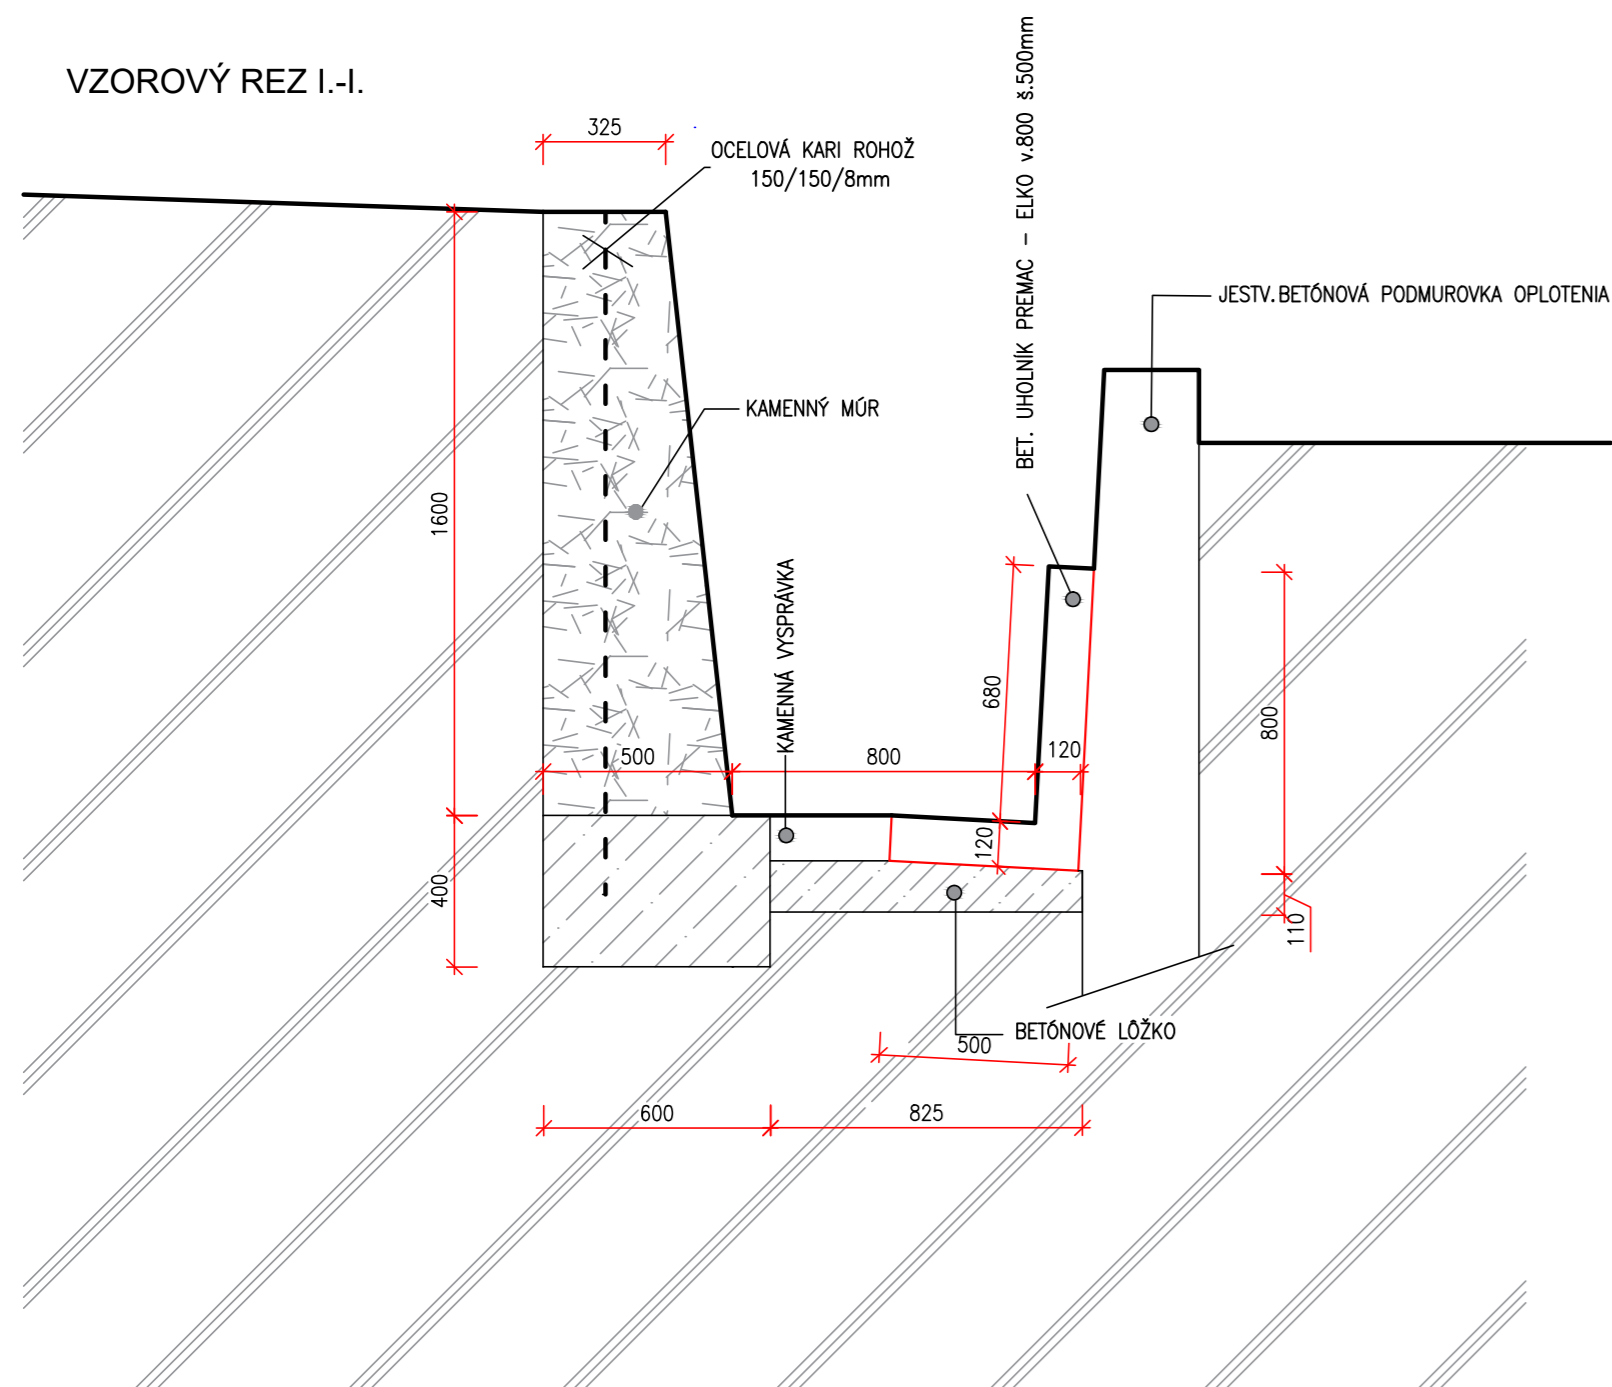 VZOROVÝ REZ I.-I.
325
OCELOVÁ KARI ROHOŽ
150/150/8mm
BET. UHOLNÍK PREMAC - ELKO v.800 š.500mm
JESTV.BETÓNOVÁ PODMUROVKA OPLOTENIA
KAMENNÝ MÚR
1600
KAMENNÁ VYSPRÁVKA
680
800
500
800
120
120
400
110
BETÓNOVÉ LÔŽKO
500
600
825